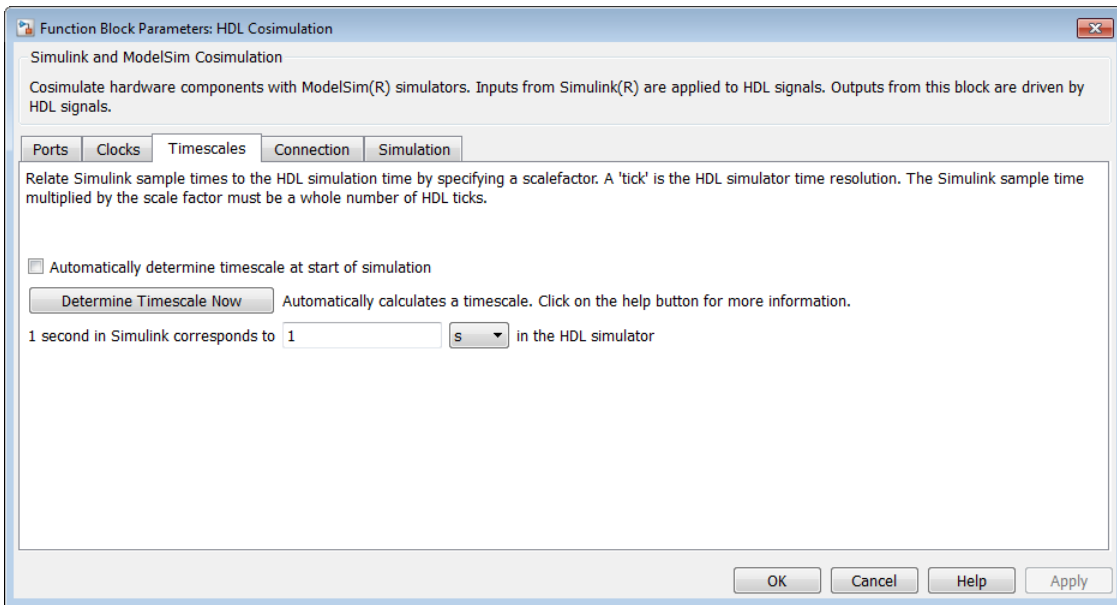 Function Block Parameters: HDL Cosimulation
Simulink and ModelSim Cosimulation
Cosimulate hardware components with ModelSim(R) simulators. Inputs from Simulink(R) are applied to HDL signals. Outputs from this block are driven by
HDL signals.
Ports Clocks Timescales Connection Simulation
Relate Simulink sample times to the HDL simulation time by specifying a scalefactor. A 'tick' is the HDL simulator time resolution. The Simulink sample time
multiplied by the scale factor must be a whole number of HDL ticks.
Automatically determine timescale at start of simulation
Determine Timescale Now Automatically calculates a timescale. Click on the help button for more information.
1 second in Simulink corresponds to 1 s in the HDL simulator
OK Cancel Help Apply